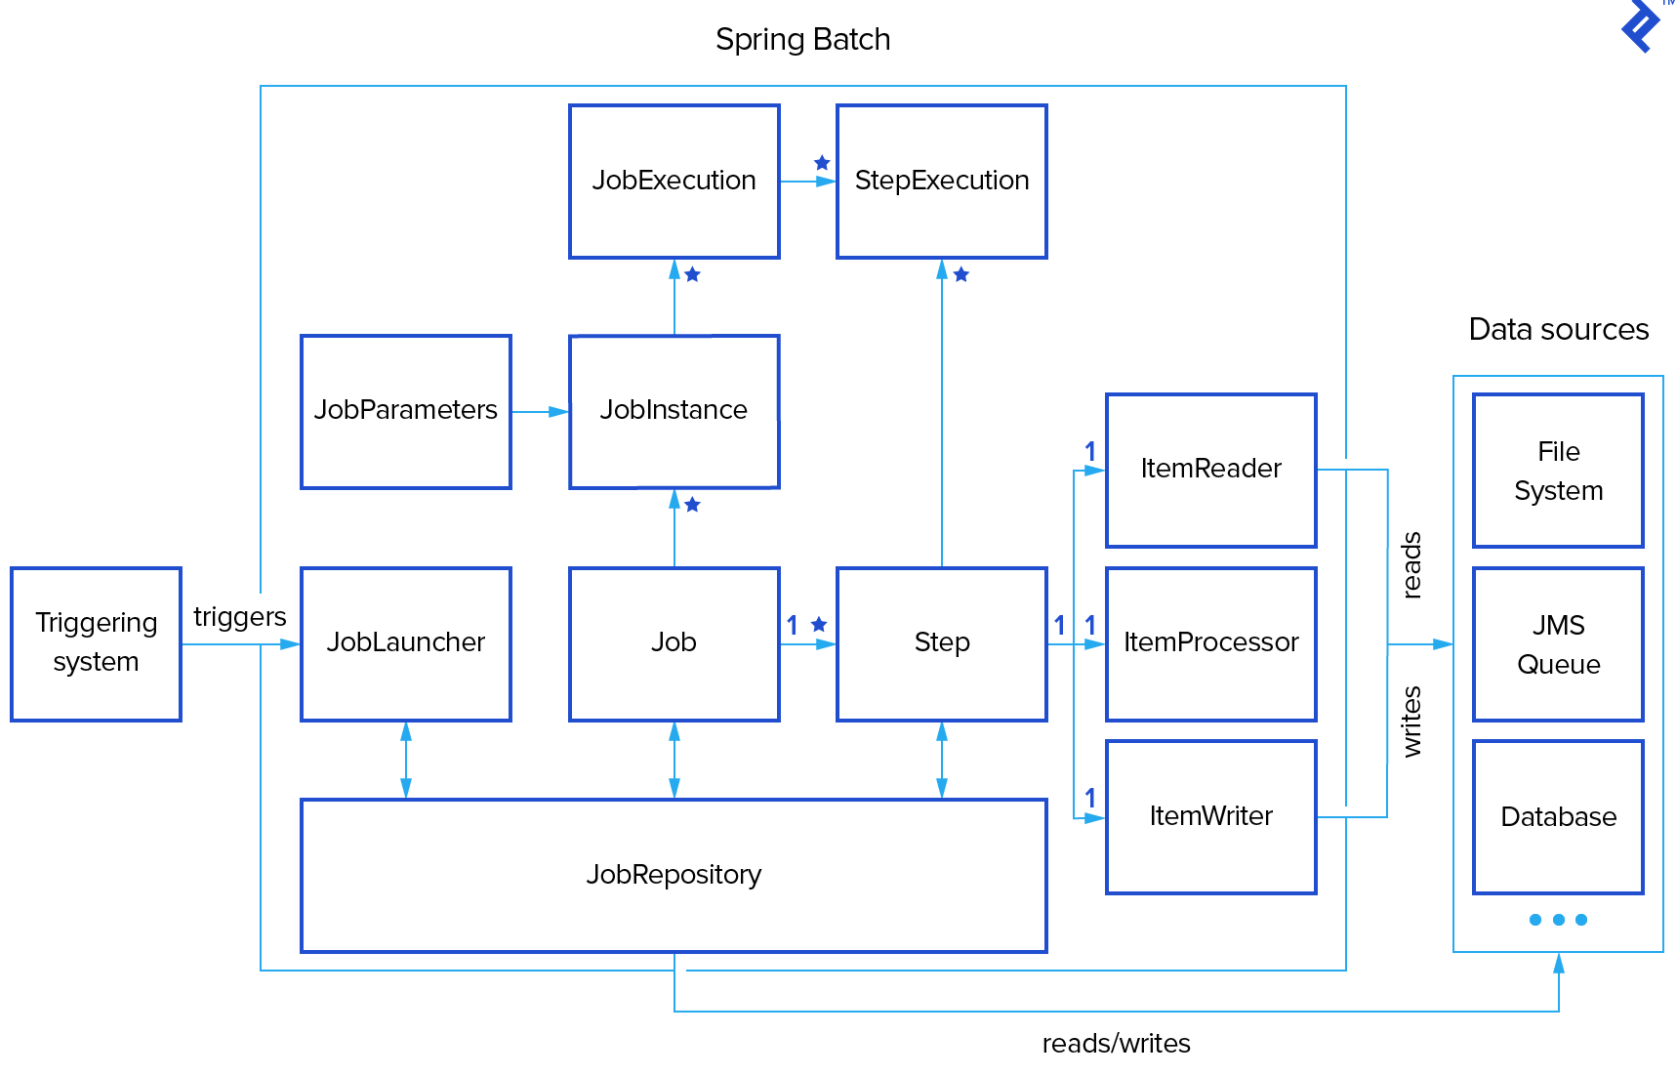 TM
Spring Batch
JobExecution
★
StepExecution
★
★
Data sources
JobParameters
JobInstance
★
1
ItemReader
File
System
reads
Triggering
system
triggers
JobLauncher
Job
1 ★
Step
1
1
ItemProcessor
JMS
Queue
writes
1
ItemWriter
Database
JobRepository
reads/writes